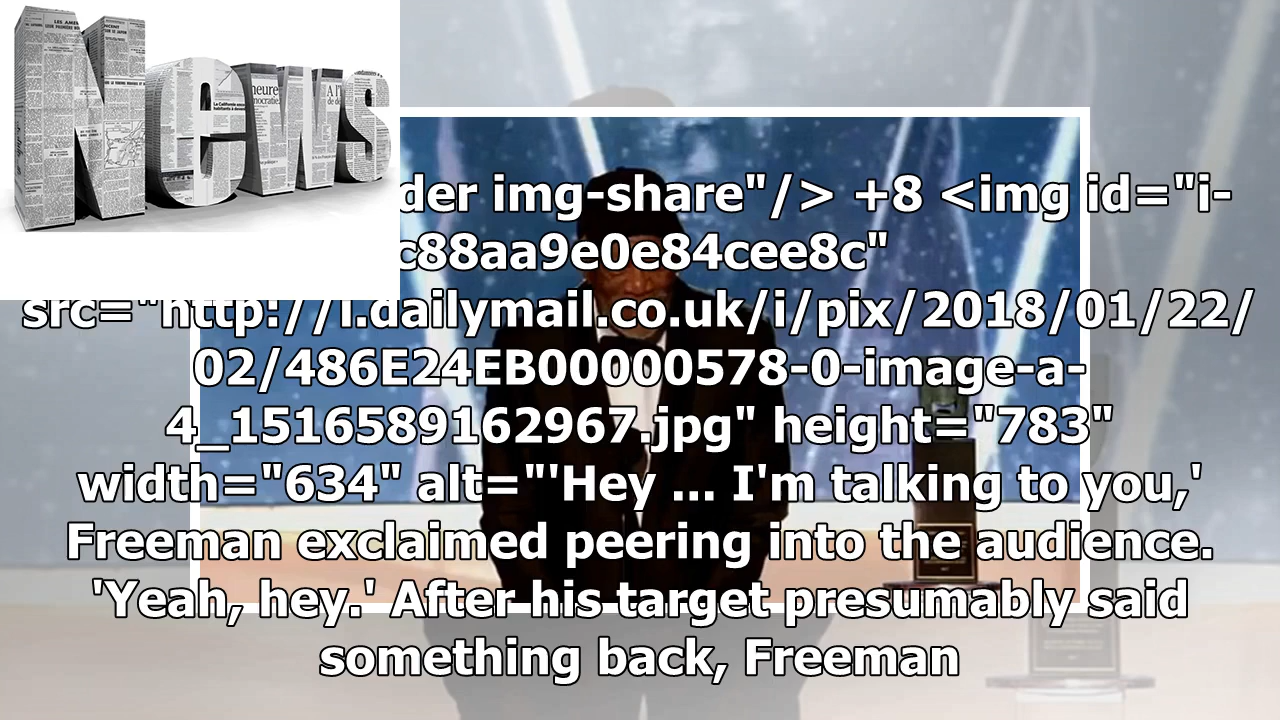 News
der img-share"/> +8 <img id="i-
c88aa9e0e84cee8c"
src="http://i.dailymail.co.uk/i/pix/2018/01/22/
02/486E24EB00000578-0-image-a-
4_1516589162967.jpg" height="783"
width="634" alt="'Hey ... I'm talking to you,'
Freeman exclaimed peering into the audience.
'Yeah, hey.' After his target presumably said
something back, Freeman